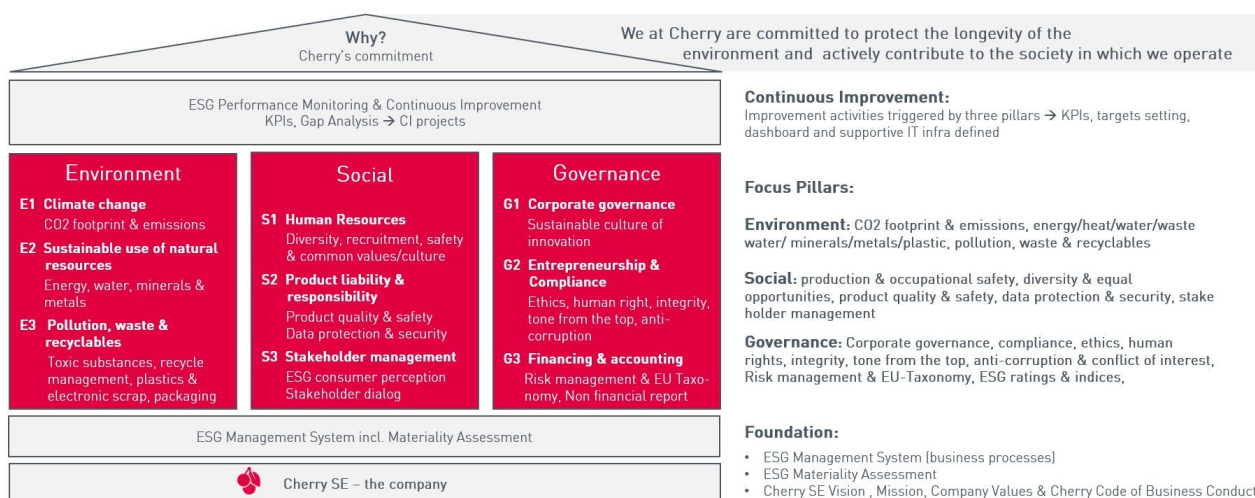 Why?
Cherry's commitment
We at Cherry are committed to protect the longevity of the
environment and actively contribute to the society in which we operate
ESG Performance Monitoring & Continuous Improvement
KPIs, Gap Analysis → CI projects
Continuous Improvement:
Improvement activities triggered by three pillars → KPIs, targets setting,
dashboard and supportive IT infra defined
Environment
E1 Climate change
CO2 footprint & emissions
E2 Sustainable use of natural
resources
Energy, water, minerals &
metals
E3 Pollution, waste &
recyclables
Toxic substances, recycle
management, plastics &
electronic scrap, packaging
Social
S1 Human Resources
Diversity, recruitment, safety
& common values/culture
S2 Product liability &
responsibility
Product quality & safety
Data protection & security
S3 Stakeholder management
ESG consumer perception
Stakeholder dialog
Governance
G1 Corporate governance
Sustainable culture of
innovation
G2 Entrepreneurship &
Compliance
Ethics, human right, integrity,
tone from the top, anti-
corruption
G3 Financing & accounting
Risk management & EU Taxo-
nomy, Non financial report
Focus Pillars:
Environment: CO2 footprint & emissions, energy/heat/water/waste
water/ minerals/metals/plastic, pollution, waste & recyclables
Social: production & occupational safety, diversity & equal
opportunities, product quality & safety, data protection & security, stake
holder management
Governance: Corporate governance, compliance, ethics, human
rights, integrity, tone from the top, anti-corruption & conflict of interest,
Risk management & EU-Taxonomy, ESG ratings & indices,
ESG Management System incl. Materiality Assessment
Cherry SE – the company
Foundation:
• ESG Management System (business processes)
• ESG Materiality Assessment
• Cherry SE Vision , Mission, Company Values & Cherry Code of Business Conduct